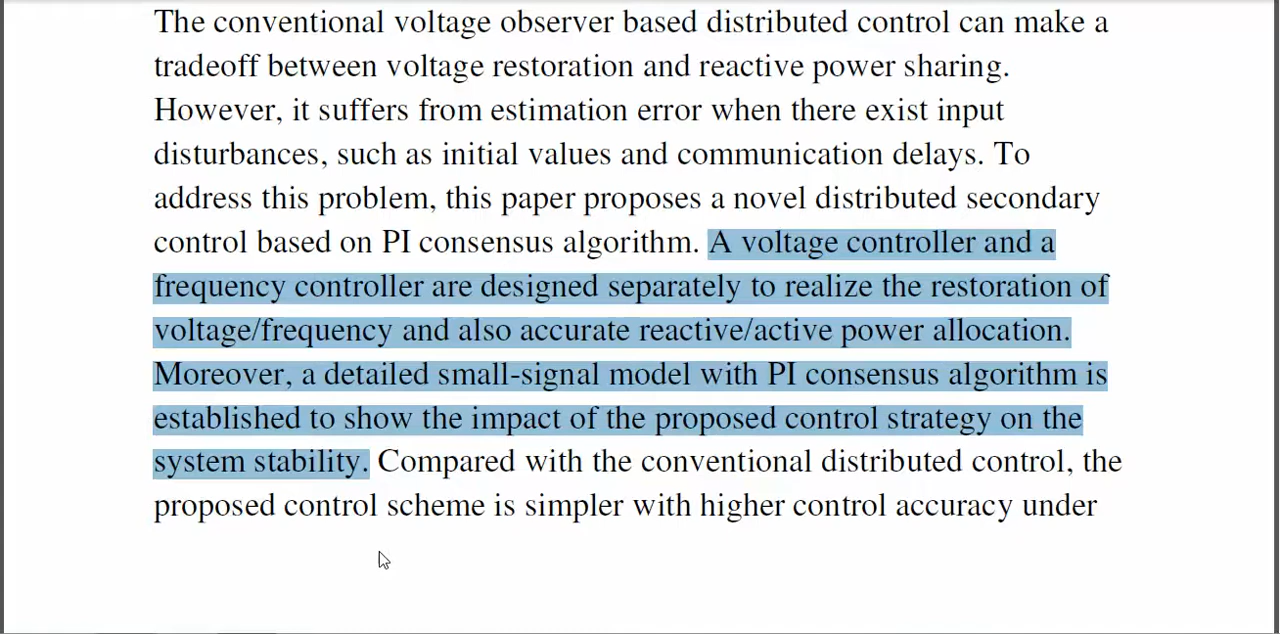 The conventional voltage observer based distributed control can make a
tradeoff between voltage restoration and reactive power sharing.
However, it suffers from estimation error when there exist input
disturbances, such as initial values and communication delays. To
address this problem, this paper proposes a novel distributed secondary
control based on PI consensus algorithm. A voltage controller and a
frequency controller are designed separately to realize the restoration of
voltage/frequency and also accurate reactive/active power allocation.
Moreover, a detailed small-signal model with PI consensus algorithm is
established to show the impact of the proposed control strategy on the
system stability. Compared with the conventional distributed control, the
proposed control scheme is simpler with higher control accuracy under